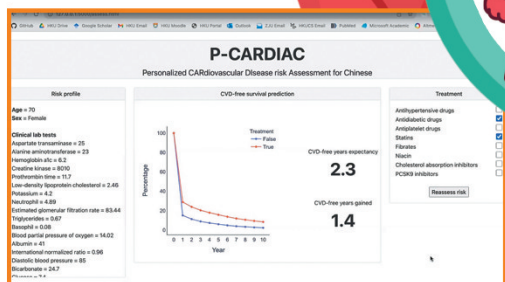 GitHub HKU Drive Google Scholar HKU Email HKU Moodle HKU Portal Outlook ZJU Email HKUCS Email PubMed Microsoft Academic
P-CARDIAC
Personalized CARdiovascular DIsease risk Assessment for Chinese
Risk profile
Age = 70
Sex = Female
Clinical lab tests
Aspartate transaminase = 25
Alanine aminotransferase = 23
Hemoglobin a1c = 6.2
Creatine kinase = 8010
Prothrombin time = 11.7
Low-density lipoprotein cholesterol = 2.46
Potassium = 4.2
Neutrophil = 4.89
Estimated glomerular filtration rate = 83.44
Triglycerides = 0.67
Basophil = 0.08
Blood partial pressure of oxygen = 14.02
Albumin = 41
International normalized ratio = 0.96
Diastolic blood pressure = 85
Bicarbonate = 24.7
CVD-free survival prediction
Treatment
False
True
Percentage
100
80
60
40
20
0
0 1 2 3 4 5 6 7 8 9 10
Year
CVD-free years expectancy
2.3
CVD-free years gained
1.4
Treatment
Antihypertensive drugs
Antidiabetic drugs
Antiplatelet drugs
Statins
Fibrates
Niacin
Cholesterol absorption inhibitors
PCSK9 inhibitors
Reassess risk